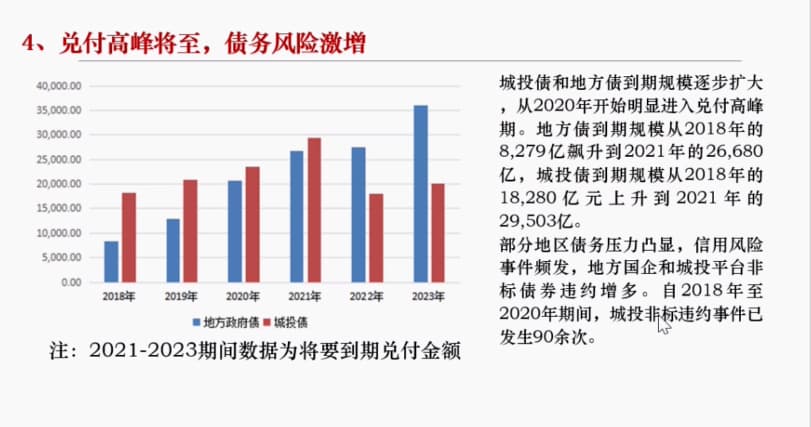 4、兑付高峰将至，债务风险激增
40,000.00
35,000.00
30,000.00
25,000.00
20,000.00
15,000.00
10,000.00
5,000.00
0.00
2018年 2019年 2020年 2021年 2022年 2023年
地方政府债 城投债
注：2021-2023期间数据为将要到期兑付金额
城投债和地方债到期规模逐步扩大
，从2020年开始明显进入兑付高峰
期。地方债到期规模从2018年的
8,279亿飙升到2021年的26,680
亿，城投债到期规模从2018年的
18,280亿元上升到2021年的
29,503亿。
部分地区债务压力凸显，信用风险
事件频发，地方国企和城投平台非
标债券违约增多。自2018年至
2020年期间，城投非标违约事件已
发生90余次。